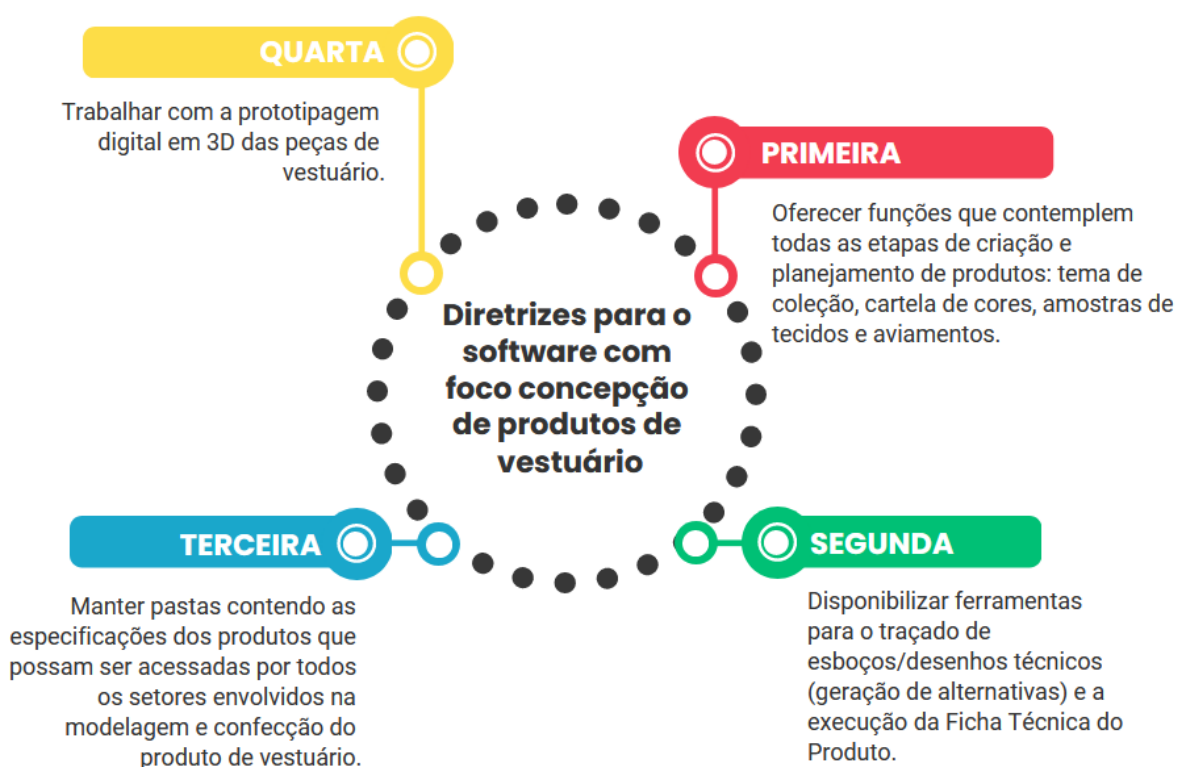 QUARTA
Trabalhar com a prototipagem
digital em 3D das peças de
vestuário.
PRIMEIRA
Oferecer funções que contemplem
todas as etapas de criação e
planejamento de produtos: tema de
coleção, cartela de cores, amostras de
tecidos e aviamentos.
Diretrizes para o
software com
foco concepção
de produtos de
vestuário
TERCEIRA
Manter pastas contendo as
especificações dos produtos que
possam ser acessadas por todos
os setores envolvidos na
modelagem e confecção do
produto de vestuário.
SEGUNDA
Disponibilizar ferramentas
para o traçado de
esboços/desenhos técnicos
(geração de alternativas) e a
execução da Ficha Técnica do
Produto.